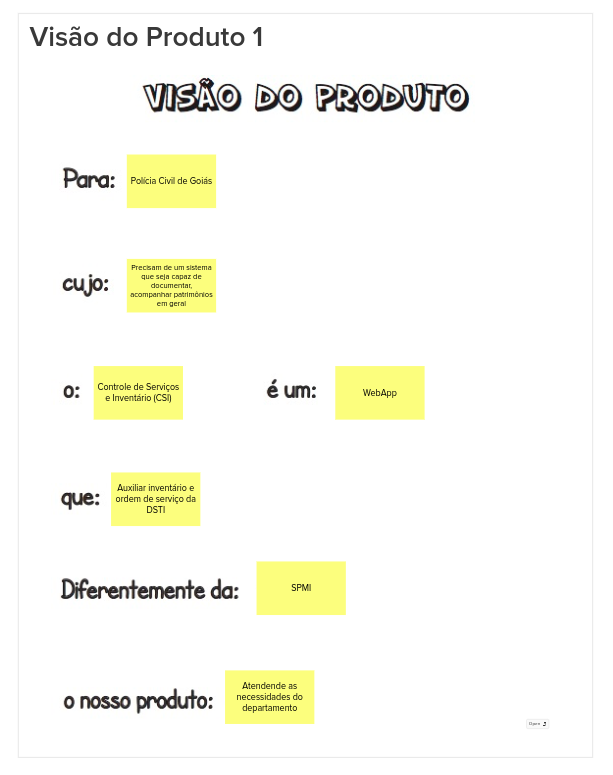 Visão do Produto 1
VISÃO DO PRODUTO
Para:
Polícia Civil de Goiás
cujo:
Precisam de um sistema
que seja capaz de
documentar,
acompanhar patrimônios
em geral
o:
Controle de Serviços
e Inventário (CSI)
é um:
WebApp
que:
Auxiliar inventário e
ordem de serviço da
DSTI
Diferentemente da:
SPMI
o nosso produto:
Atendende as
necessidades do
departamento
Open